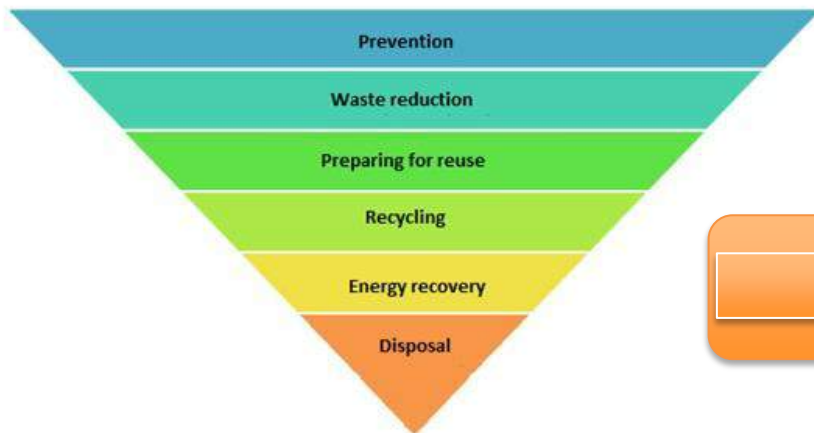 Prevention
Waste reduction
Preparing for reuse
Recycling
Energy recovery
Disposal